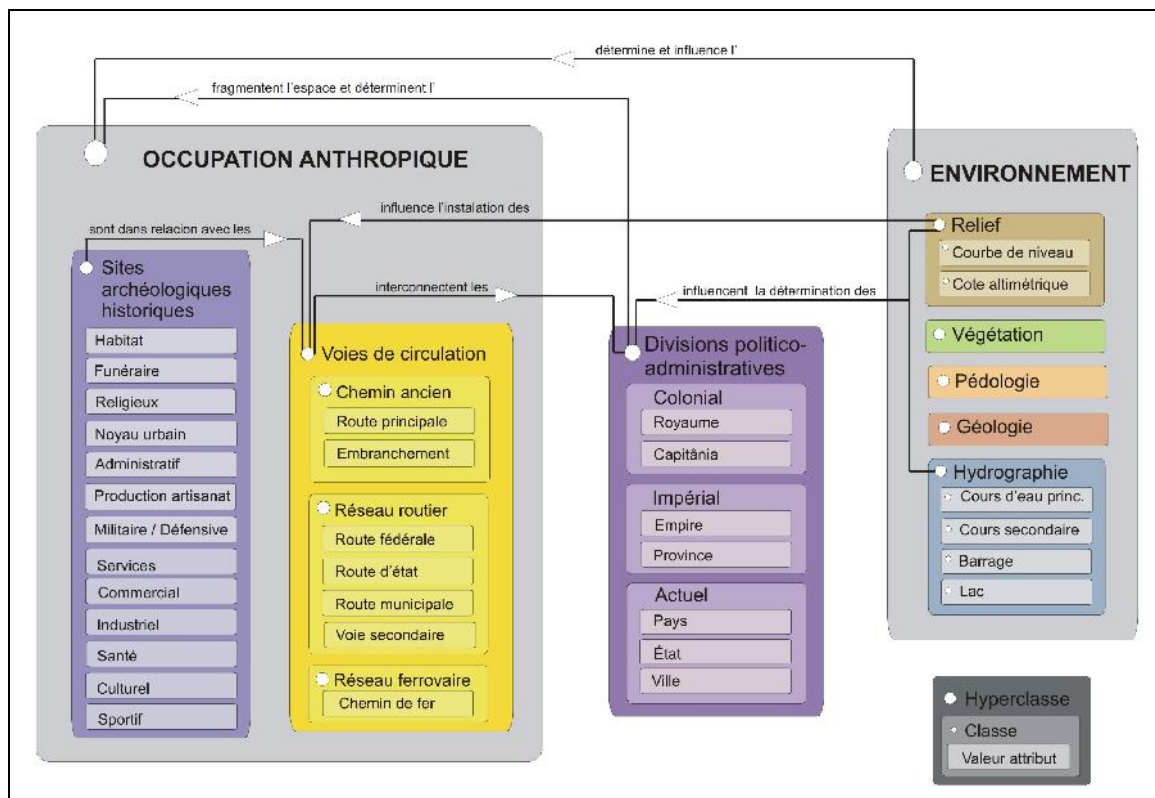 détermine et influence l'
fragmentent l'espace et déterminent l'
OCCUPATION ANTHROPIQUE
influence l'instalation des
sont dans relacion avec les
interconnectent les
influencent la détermination des
Sites
archéologiques
historiques
Habitat
Funéraire
Religieux
Noyau urbain
Administratif
Production artisanat
Militaire / Défensive
Services
Commercial
Industriel
Santé
Culturel
Sportif
Voies de circulation
Chemin ancien
Route principale
Embranchement
Réseau routier
Route fédérale
Route d'état
Route municipale
Voie secondaire
Réseau ferrovaire
Chemin de fer
Divisions politico-
administratives
Colonial
Royaume
Capitânia
Impérial
Empire
Province
Actuel
Pays
État
Ville
ENVIRONNEMENT
Relief
Courbe de niveau
Cote altimétrique
Végétation
Pédologie
Géologie
Hydrographie
Cours d'eau princ.
Cours secondaire
Barrage
Lac
Hyperclasse
Classe
Valeur attribut